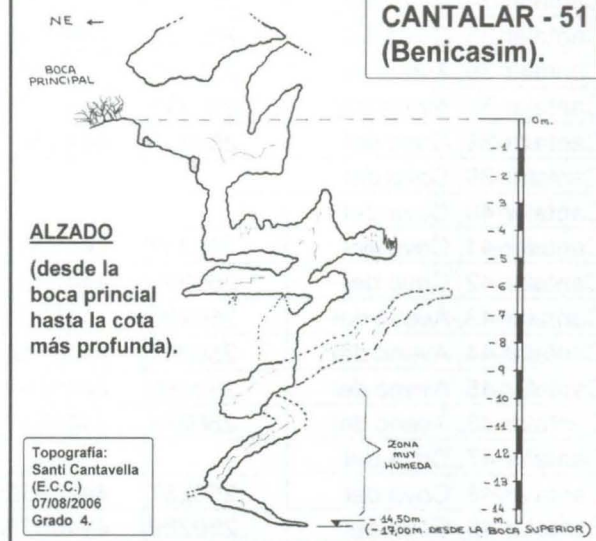 CANTALAR - 51
(Benicasim).
NE ←
BOCA
PRINCIPAL
0m.
-1
-2
-3
-4
-5
-6
-7
-8
-9
-10
-11
-12
-13
-14
m.
ALZADO
(desde la
boca princial
hasta la cota
más profunda).
ZONA
MUY
HÚMEDA
Topografía:
Santi Cantavella
(E.C.C.)
07/08/2006
Grado 4.
-14,50m.
(-17,00m. DESDE LA BOCA SUPERIOR)